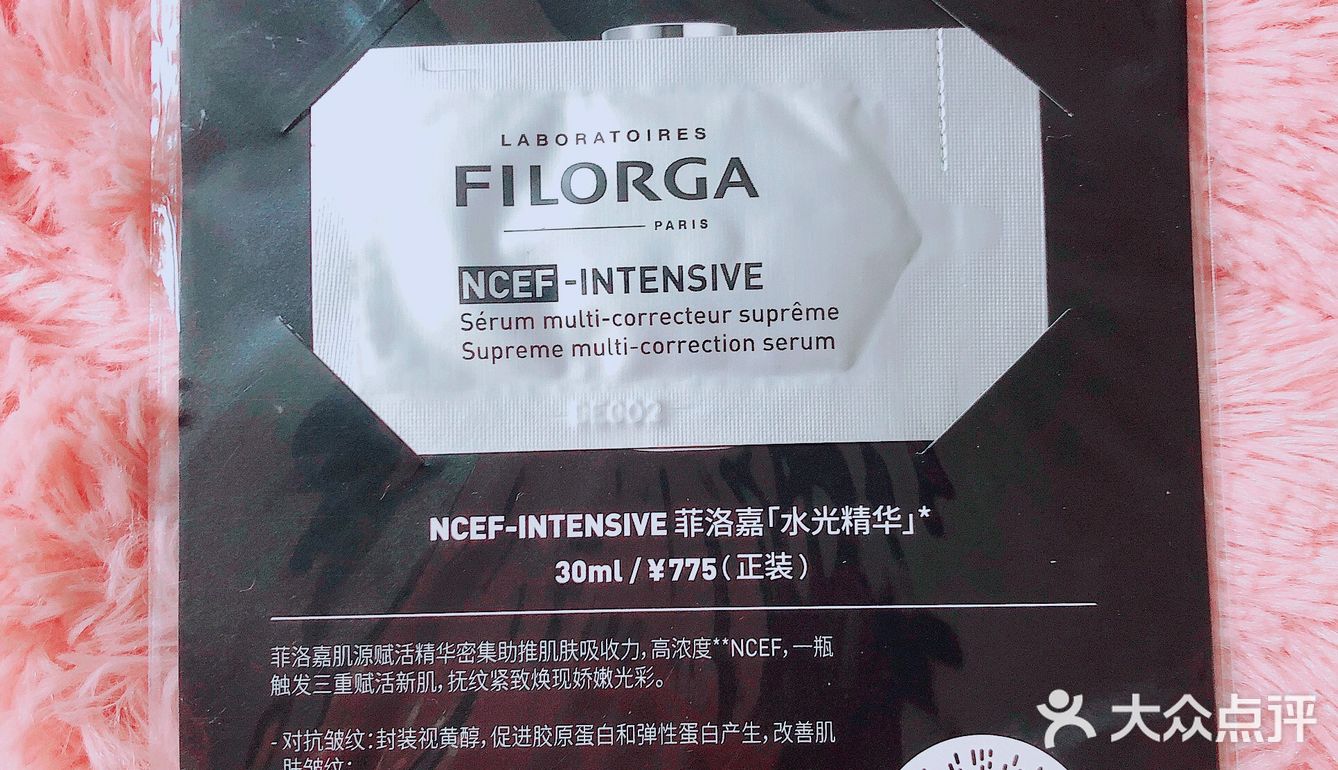 LABORATOIRES
FILORGA
PARIS
NCEF-INTENSIVE
Sérum multi-correcteur suprême
Supreme multi-correction serum
NCEF-INTENSIVE 菲洛嘉「水光精华」*
30ml / ¥775(正装)
菲洛嘉肌源赋活精华密集助推肌肤吸收力,高浓度**NCEF,一瓶
触发三重赋活新肌,抚纹紧致焕现娇嫩光彩。
- 对抗皱纹:封装视黄醇,促进胶原蛋白和弹性蛋白产生,改善肌
肤皱纹;
大众点评